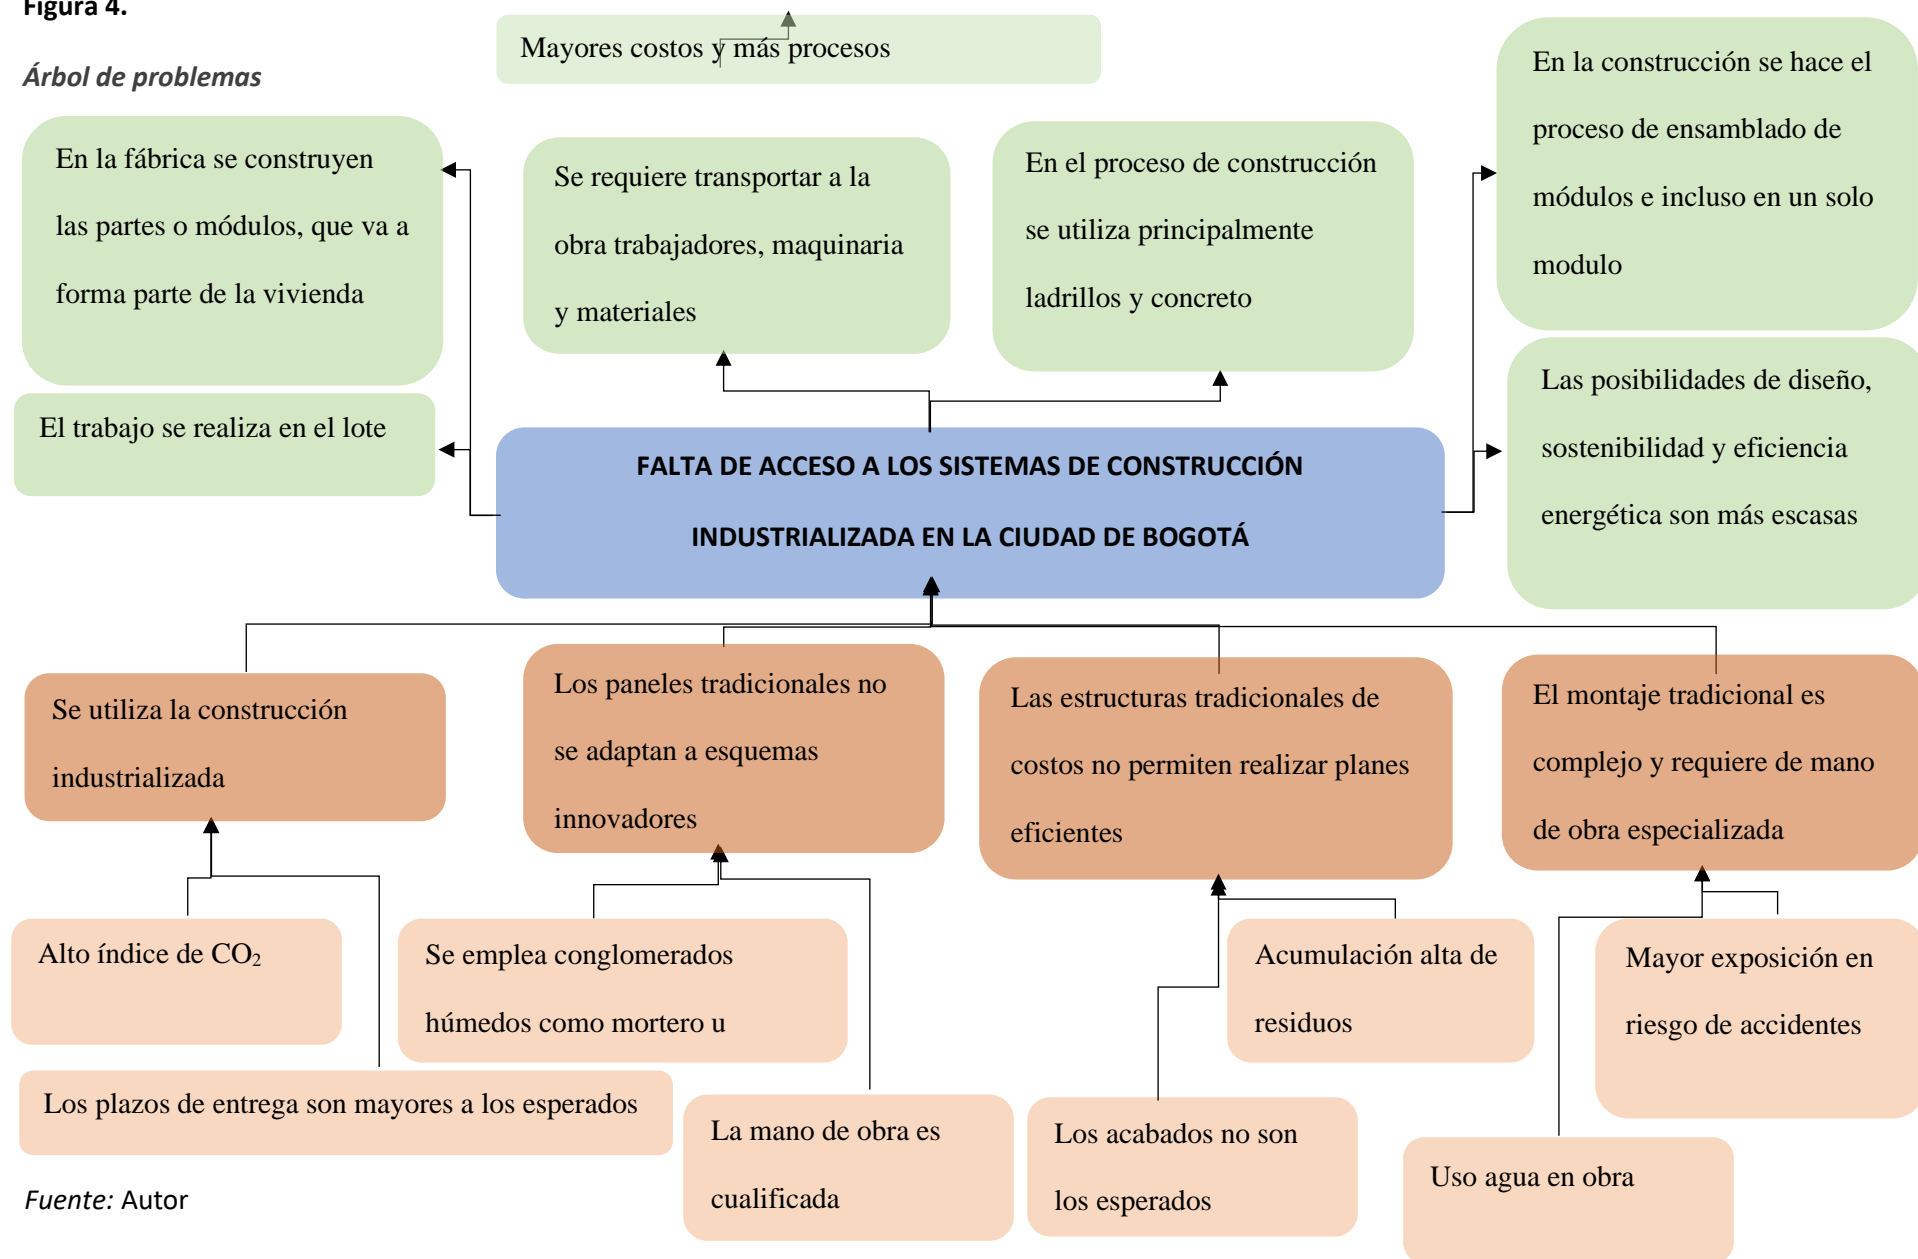 Figura 4.
Árbol de problemas
Mayores costos y más procesos
En la fábrica se construyen
las partes o módulos, que va a
forma parte de la vivienda
Se requiere transportar a la
obra trabajadores, maquinaria
y materiales
En el proceso de construcción
se utiliza principalmente
ladrillos y concreto
En la construcción se hace el
proceso de ensamblado de
módulos e incluso en un solo
modulo
El trabajo se realiza en el lote
Las posibilidades de diseño,
sostenibilidad y eficiencia
energética son más escasas
FALTA DE ACCESO A LOS SISTEMAS DE CONSTRUCCIÓN
INDUSTRIALIZADA EN LA CIUDAD DE BOGOTÁ
Se utiliza la construcción
industrializada
Los paneles tradicionales no
se adaptan a esquemas
innovadores
Las estructuras tradicionales de
costos no permiten realizar planes
eficientes
El montaje tradicional es
complejo y requiere de mano
de obra especializada
Alto índice de CO₂
Se emplea conglomerados
húmedos como mortero u
Acumulación alta de
residuos
Mayor exposición en
riesgo de accidentes
Los plazos de entrega son mayores a los esperados
La mano de obra es
cualificada
Los acabados no son
los esperados
Uso agua en obra
Fuente: Autor